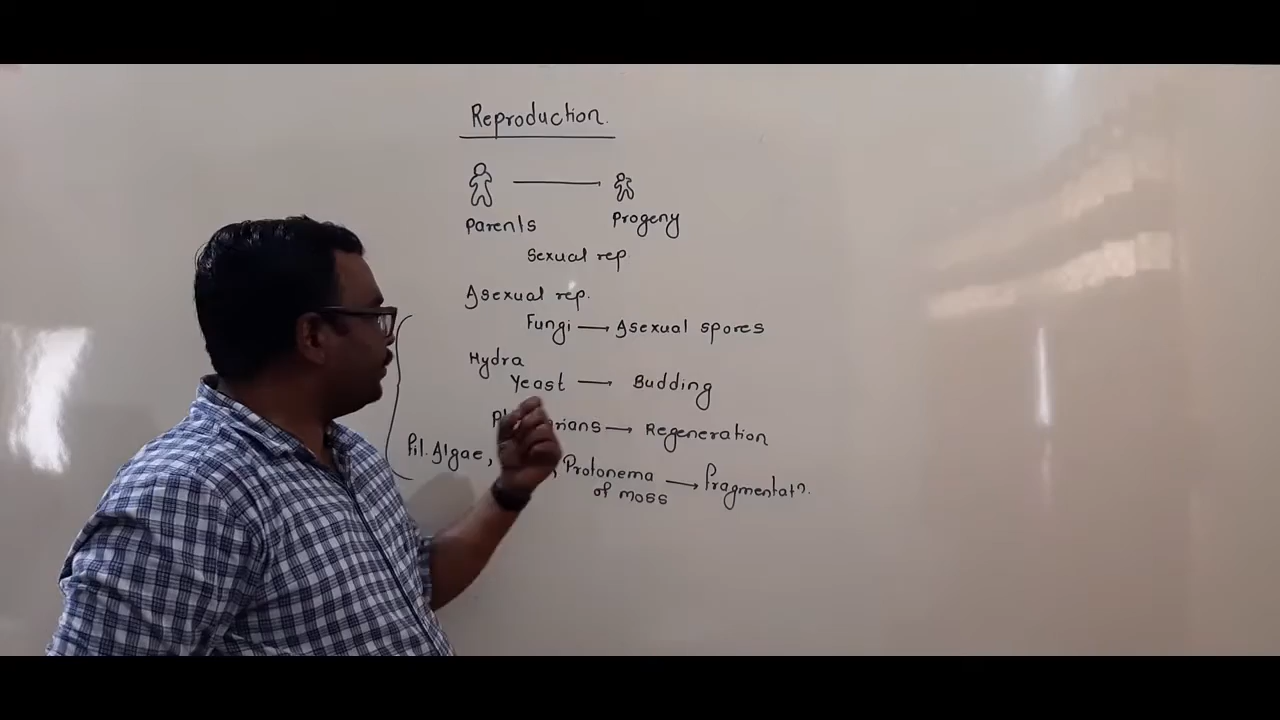 Reproduction.
Parents Progeny
Sexual rep.
Asexual rep.
Fungi → Asexual spores
Hydra
Yeast → Budding
→ Regeneration
Fil. Algae, , Protonema of moss → Fragmentatn.